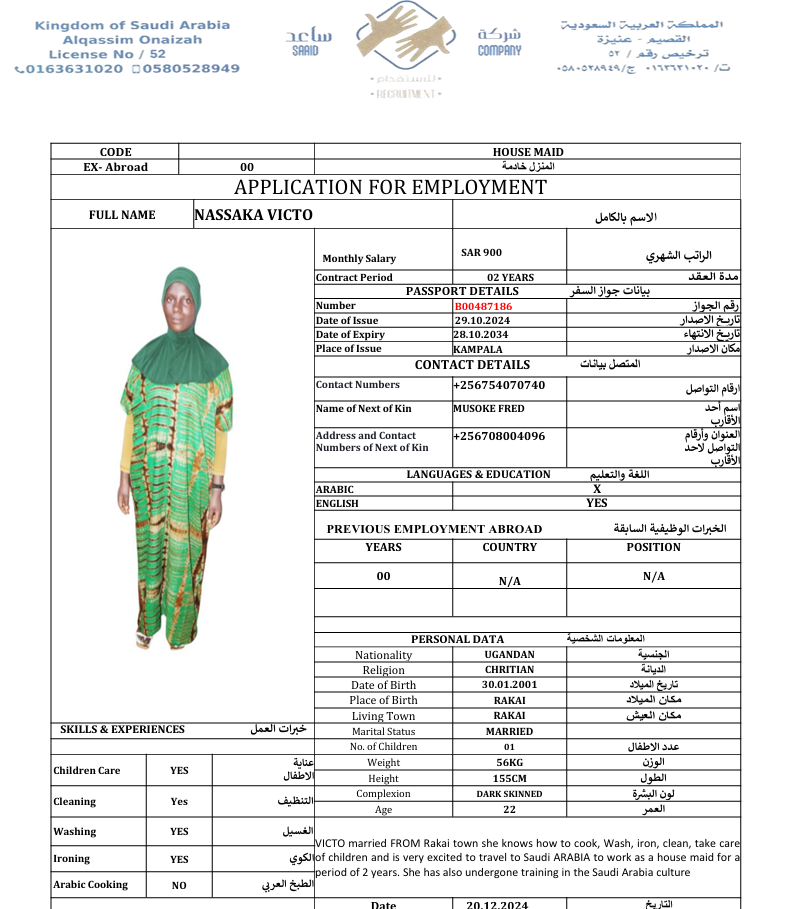 Kingdom of Saudi Arabia
Alqassim Onaizah
License No / 52
0163631020 0580528949
ساعد
SAAID
شركة
COMPANY
للاستقدام
RECRUITMENT
المملكة العربية السعودية
القصيم - عنيزة
ترخيص رقم / ٥٢
ت/ ٠١٦٣٦٣١٠٢٠ ج/٠٥٨٠٥٢٨٩٤٩
CODE HOUSE MAID
EX- Abroad 00 المنزل خادمة
APPLICATION FOR EMPLOYMENT
FULL NAME NASSAKA VICTO الاسم بالكامل
Monthly Salary SAR 900 الراتب الشهري
Contract Period 02 YEARS مدة العقد
PASSPORT DETAILS بيانات جواز السفر
Number B00487186 رقم الجواز
Date of Issue 29.10.2024 تاريخ الاصدار
Date of Expiry 28.10.2034 تاريخ الانتهاء
Place of Issue KAMPALA مكان الاصدار
CONTACT DETAILS المتصل بيانات
Contact Numbers +256754070740 ارقام التواصل
Name of Next of Kin MUSOKE FRED اسم أحد
الأقارب
Address and Contact +256708004096 العنوان وأرقام
Numbers of Next of Kin التواصل لاحد
الأقارب
LANGUAGES & EDUCATION اللغة والتعليم
ARABIC X
ENGLISH YES
PREVIOUS EMPLOYMENT ABROAD الخبرات الوظيفية السابقة
YEARS COUNTRY POSITION
00 N/A N/A
PERSONAL DATA المعلومات الشخصية
Nationality UGANDAN الجنسية
Religion CHRITIAN الديانة
Date of Birth 30.01.2001 تاريخ الميلاد
Place of Birth RAKAI مكان الميلاد
Living Town RAKAI مكان العيش
Marital Status MARRIED
No. of Children 01 عدد الاطفال
Weight 56KG الوزن
Height 155CM الطول
Complexion DARK SKINNED لون البشرة
Age 22 العمر
SKILLS & EXPERIENCES خبرات العمل
Children Care YES عناية
الاطفال
Cleaning Yes التنظيف
Washing YES الغسيل
Ironing YES الكوي
Arabic Cooking NO الطبخ العربي
VICTO married FROM Rakai town she knows how to cook, Wash, iron, clean, take care
of children and is very excited to travel to Saudi ARABIA to work as a house maid for a
period of 2 years. She has also undergone training in the Saudi Arabia culture
Date 20.12.2024 التاريخ